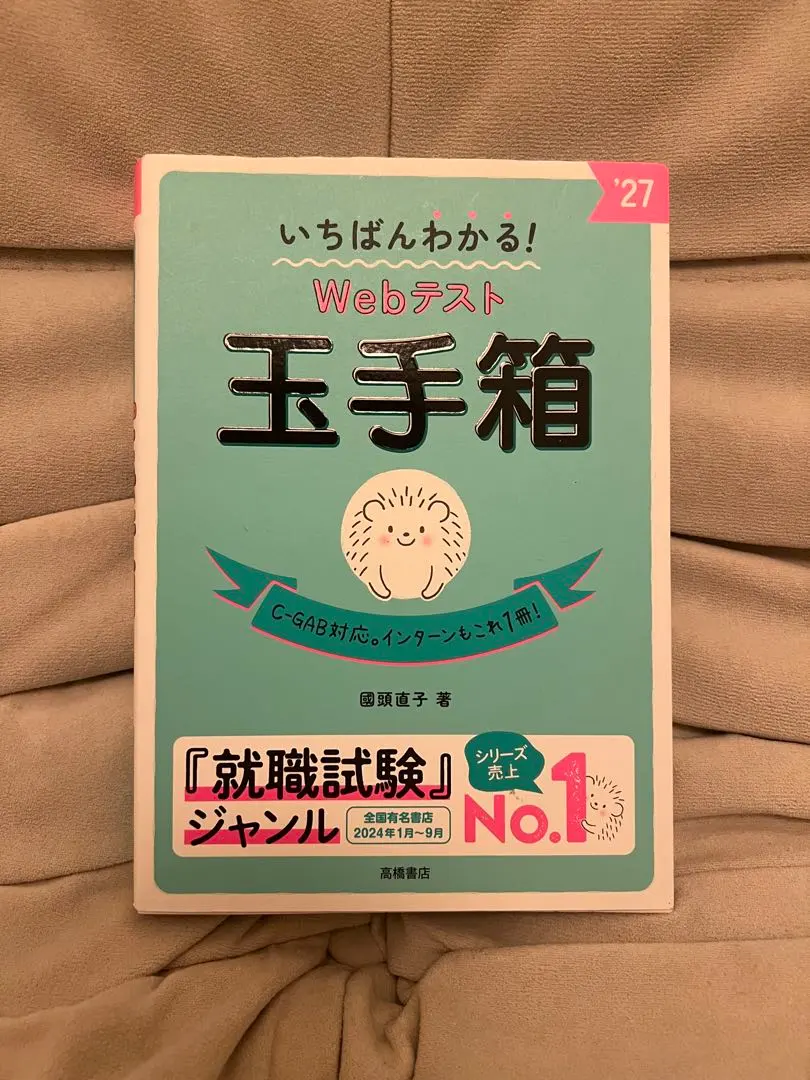 '27
いちばんわかる!
Webテスト
玉手箱
C-GAB対応。インターンもこれ1冊!
國頭直子 著
『就職試験』
ジャンル
全国有名書店
2024年1月~9月
シリーズ
売上
No.1
高橋書店